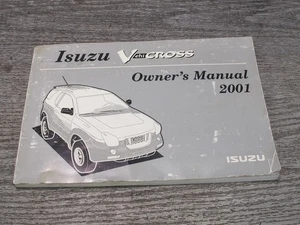 Isuzu VehiCROSS
Owner's Manual
2001
ISUZU